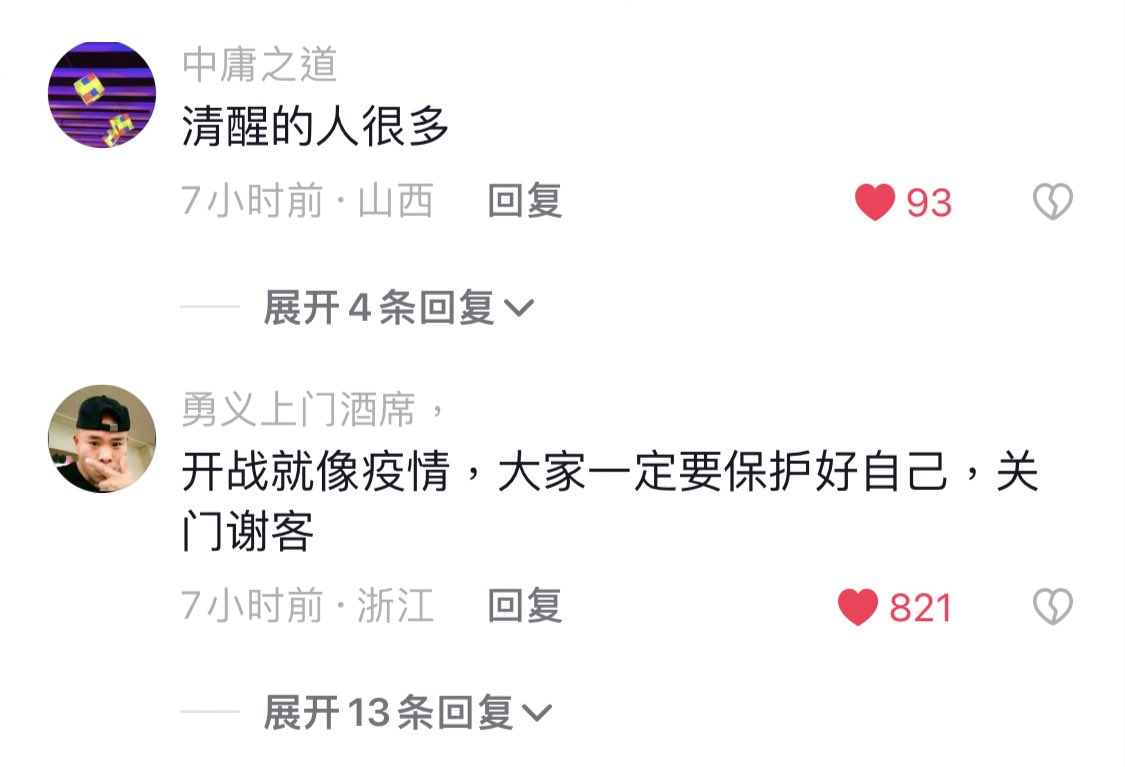 中庸之道
清醒的人很多
7小时前·山西 回复 93
展开4条回复
勇义上门酒席，
开战就像疫情，大家一定要保护好自己，关
门谢客
7小时前·浙江 回复 821
展开13条回复